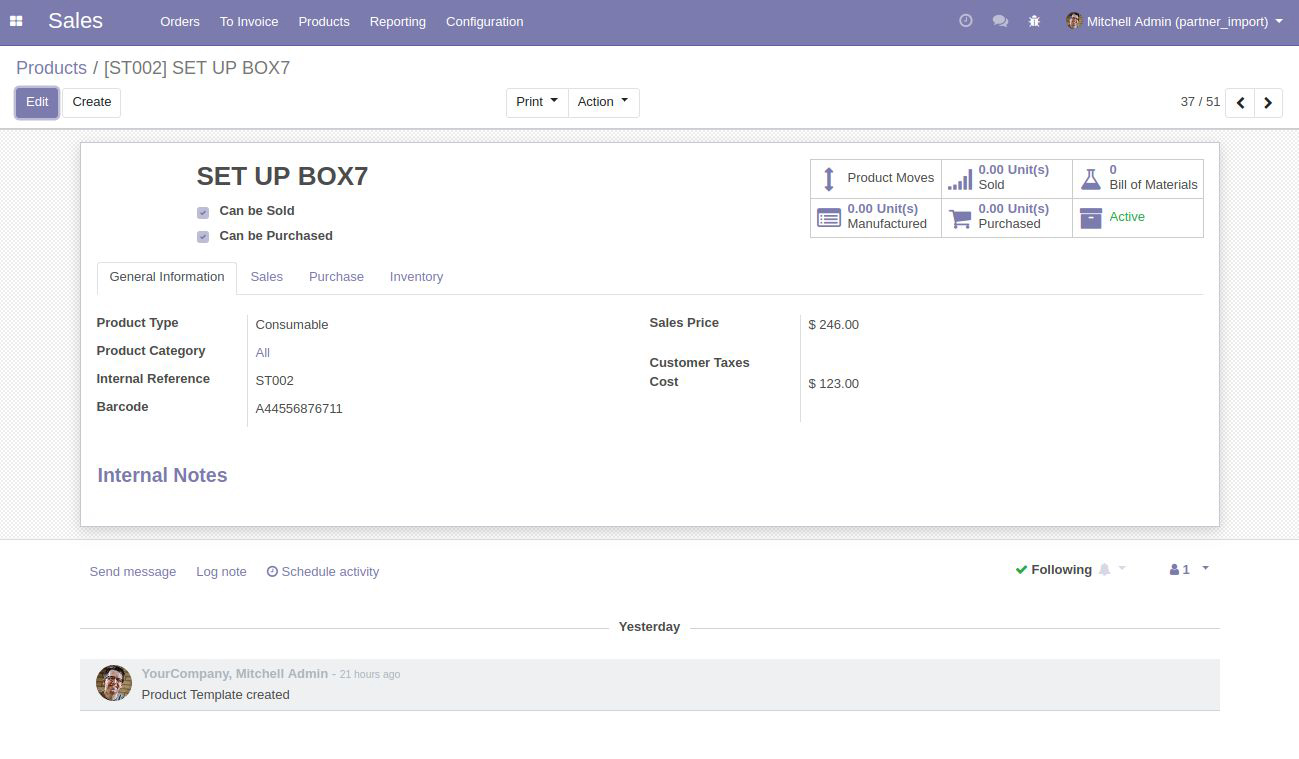 Sales Orders To Invoice Products Reporting Configuration Mitchell Admin (partner_import)
Products / [ST002] SET UP BOX7
Edit Create Print Action 37 / 51
SET UP BOX7
Can be Sold
Can be Purchased
Product Moves
0.00 Unit(s)
Sold
0
Bill of Materials
0.00 Unit(s)
Manufactured
0.00 Unit(s)
Purchased
Active
General Information Sales Purchase Inventory
Product Type Consumable
Product Category All
Internal Reference ST002
Barcode A44556876711
Sales Price $ 246.00
Customer Taxes
Cost $ 123.00
Internal Notes
Send message Log note Schedule activity Following 1
Yesterday
YourCompany, Mitchell Admin - 21 hours ago
Product Template created